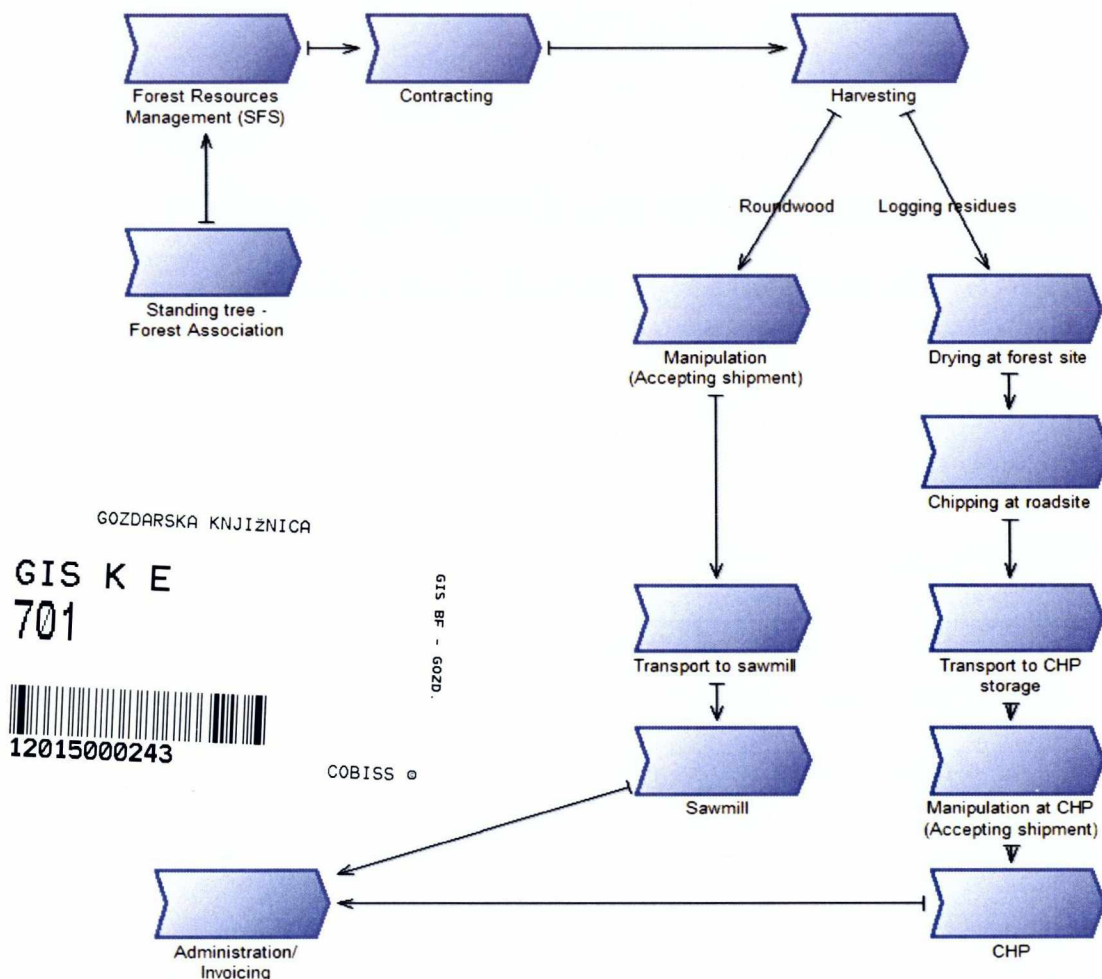 Forest Resources
Management (SFS)
Contracting
Harvesting
Roundwood
Logging residues
Standing tree -
Forest Association
Manipulation
(Accepting shipment)
Drying at forest site
Chipping at roadsite
GOZDARSKA KNJIŽNICA
GIS K E
701
GIS BF - GOZD.
12015000243
COBISS ©
Transport to sawmill
Transport to CHP
storage
Sawmill
Manipulation at CHP
(Accepting shipment)
Administration/
Invoicing
CHP